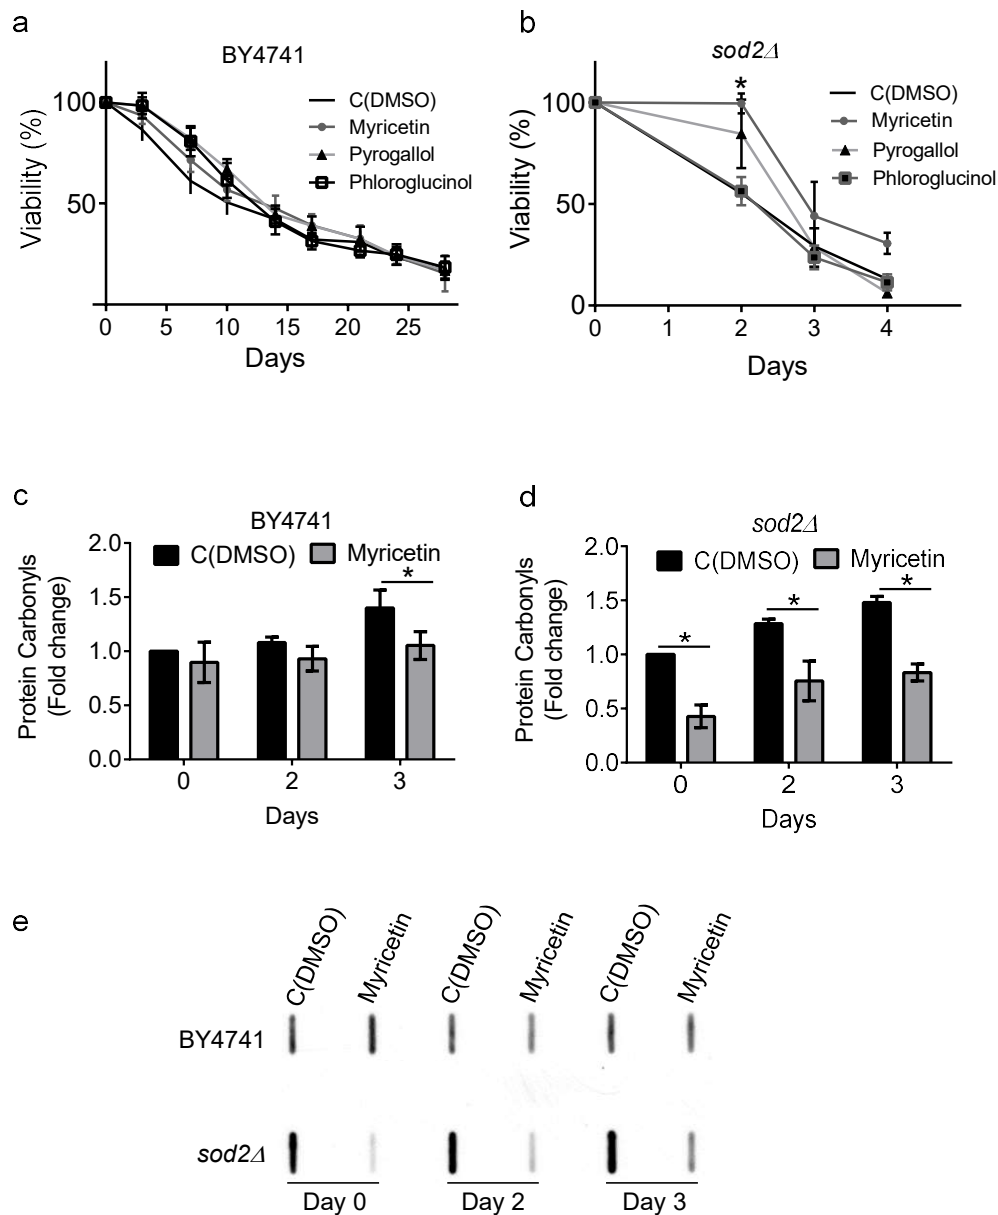 a
BY4741
Viability (%)
100
50
C(DMSO)
Myricetin
Pyrogallol
Phloroglucinol
0 5 10 15 20 25
Days
b
sod2Δ
*
Viability (%)
100
50
0
C(DMSO)
Myricetin
Pyrogallol
Phloroglucinol
0 1 2 3 4
Days
c
BY4741
Protein Carbonyls
(Fold change)
2.0
1.5
1.0
0.5
0.0
C(DMSO) Myricetin
*
0 2 3
Days
d
sod2Δ
Protein Carbonyls
(Fold change)
2.0
1.5
1.0
0.5
0.0
C(DMSO) Myricetin
* * *
0 2 3
Days
e
C(DMSO) Myricetin C(DMSO) Myricetin C(DMSO) Myricetin
BY4741
sod2Δ
Day 0 Day 2 Day 3